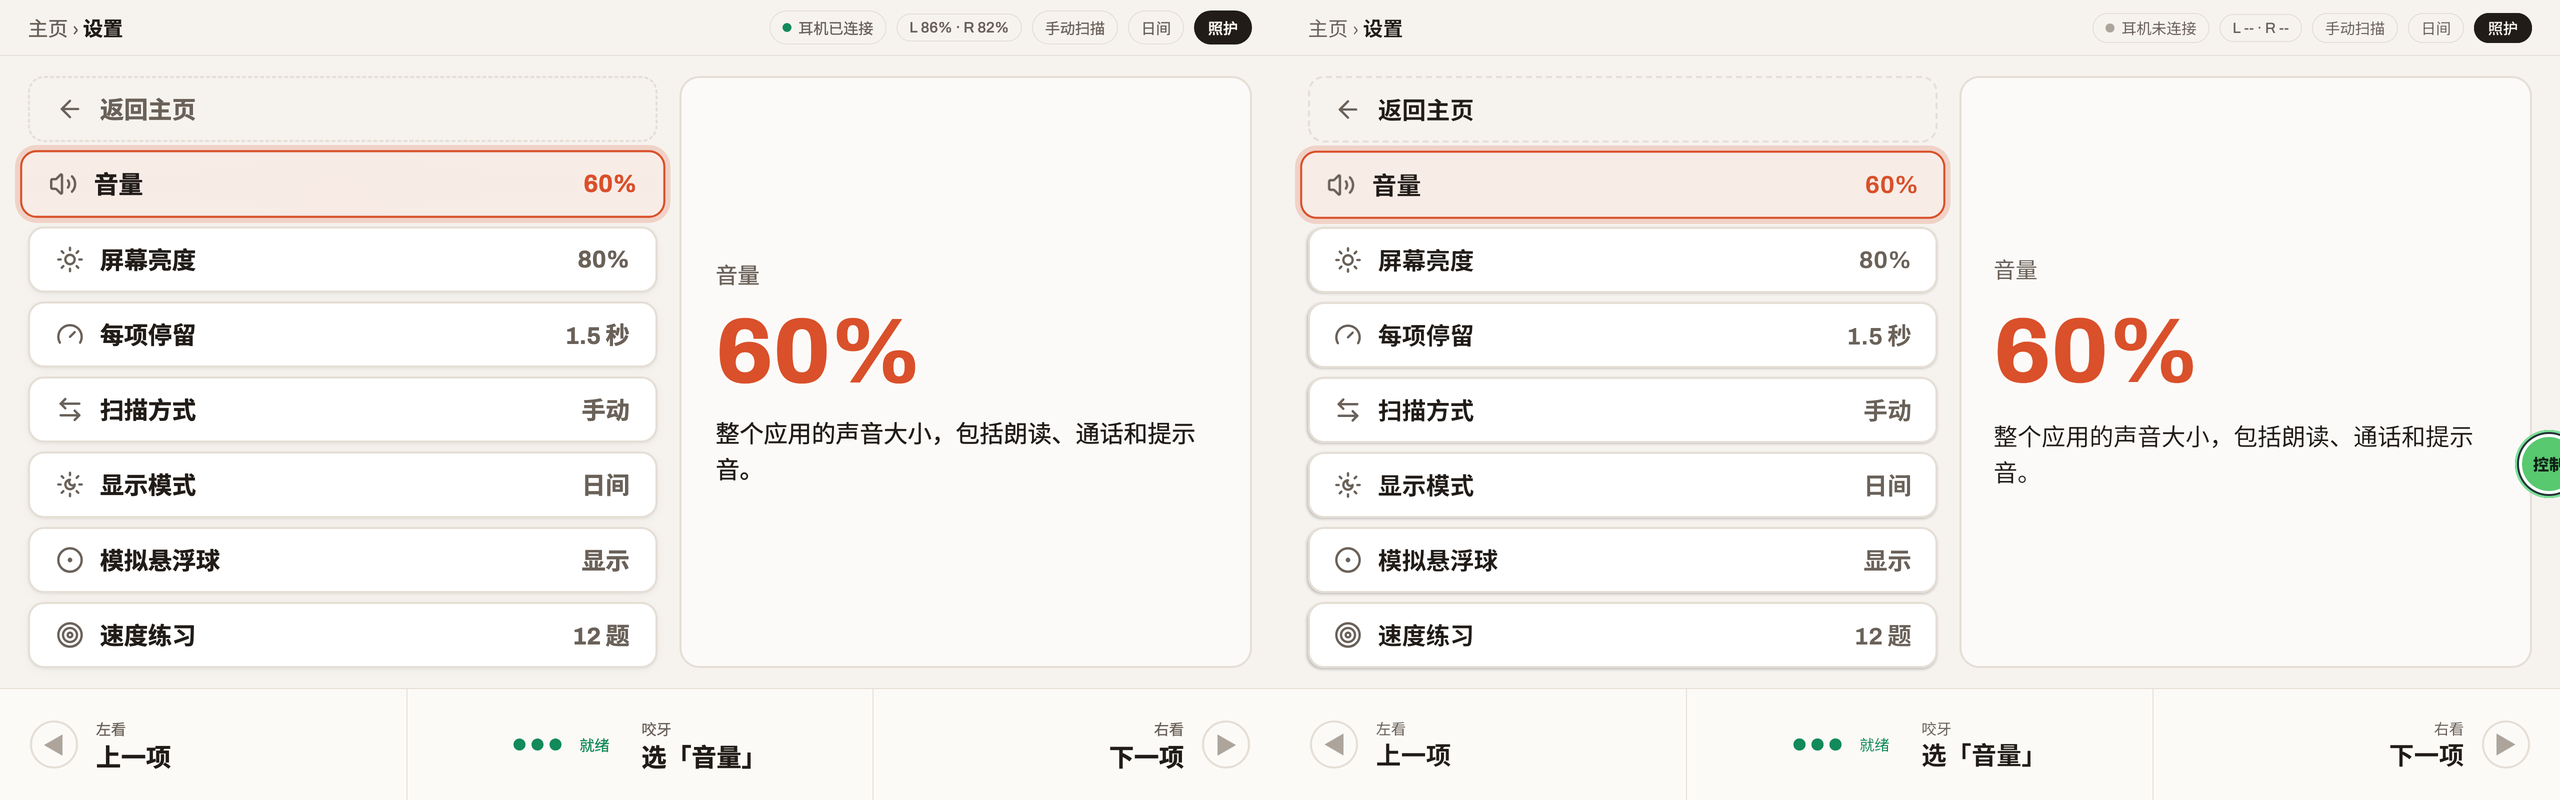 主页 › 设置
耳机已连接
L 86% · R 82%
手动扫描
日间
照护
返回主页
音量 60%
屏幕亮度 80%
每项停留 1.5 秒
扫描方式 手动
显示模式 日间
模拟悬浮球 显示
速度练习 12 题
音量
60%
整个应用的声音大小，包括朗读、通话和提示
音。
左看
上一项
就绪
咬牙
选「音量」
右看
下一项
主页 › 设置
耳机未连接
L -- · R --
手动扫描
日间
照护
返回主页
音量 60%
屏幕亮度 80%
每项停留 1.5 秒
扫描方式 手动
显示模式 日间
模拟悬浮球 显示
速度练习 12 题
音量
60%
整个应用的声音大小，包括朗读、通话和提示
音。
控制
左看
上一项
就绪
咬牙
选「音量」
右看
下一项